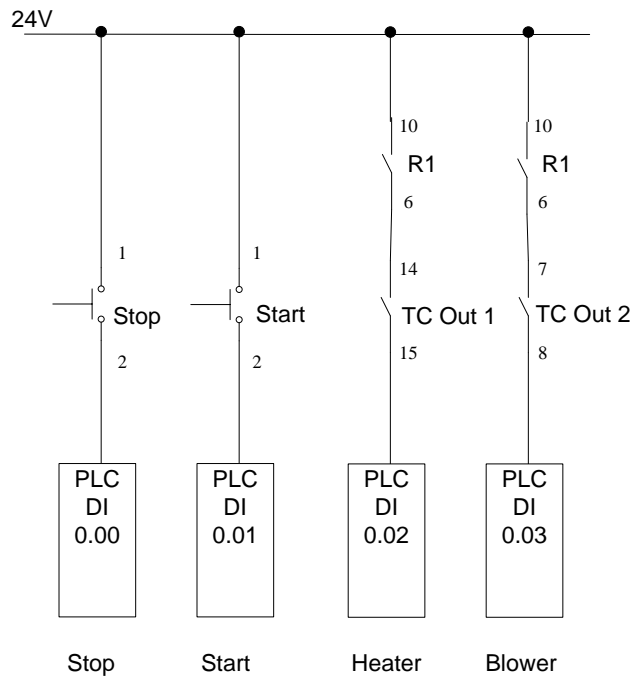 24V
10 10
R1 R1
6 6
1 1 14 7
Stop Start TC Out 1 TC Out 2
2 2 15 8
PLC PLC PLC PLC
DI DI DI DI
0.00 0.01 0.02 0.03
Stop Start Heater Blower